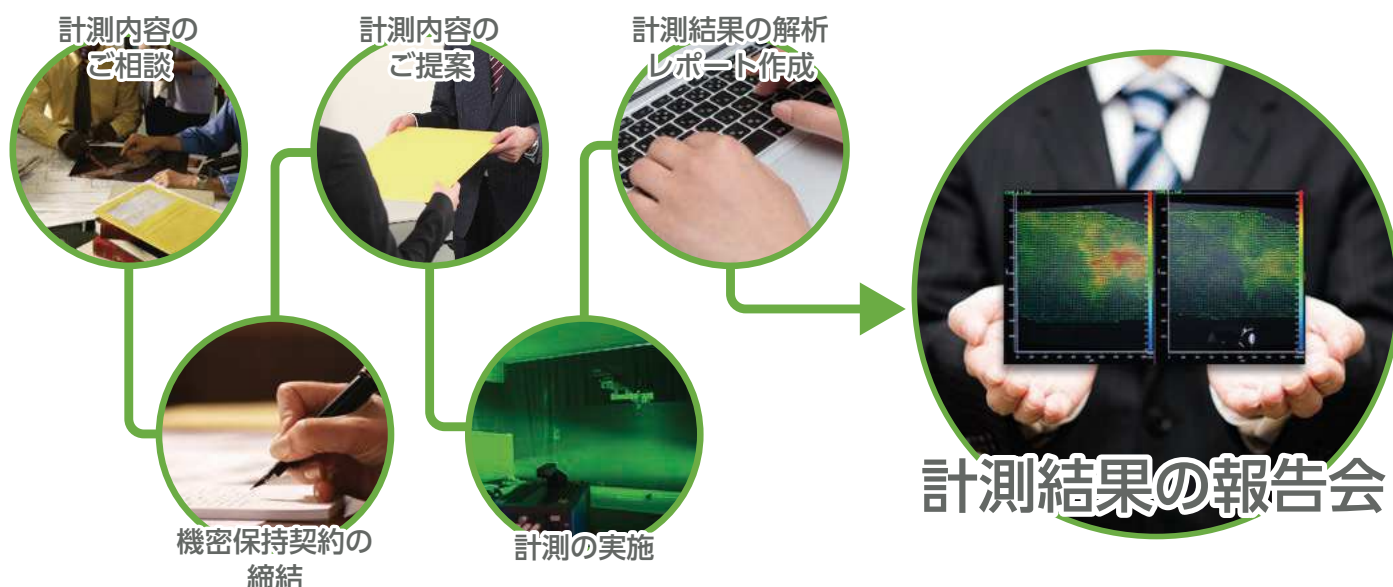 計測内容の
ご相談
機密保持契約の
締結
計測内容の
ご提案
計測の実施
計測結果の解析
レポート作成
計測結果の報告会